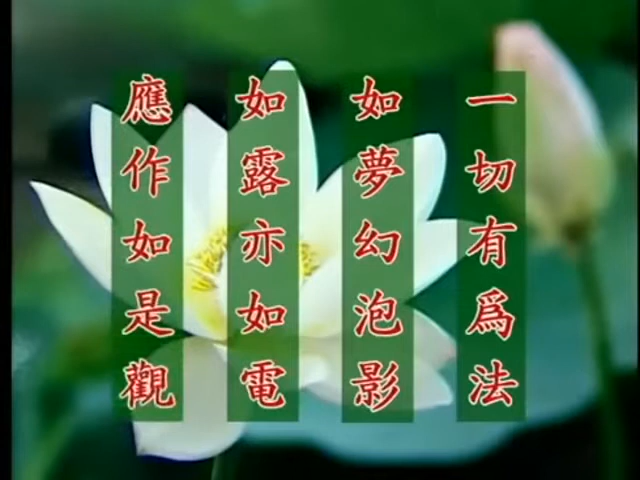 一切有爲法
如夢幻泡影
如露亦如電
應作如是觀